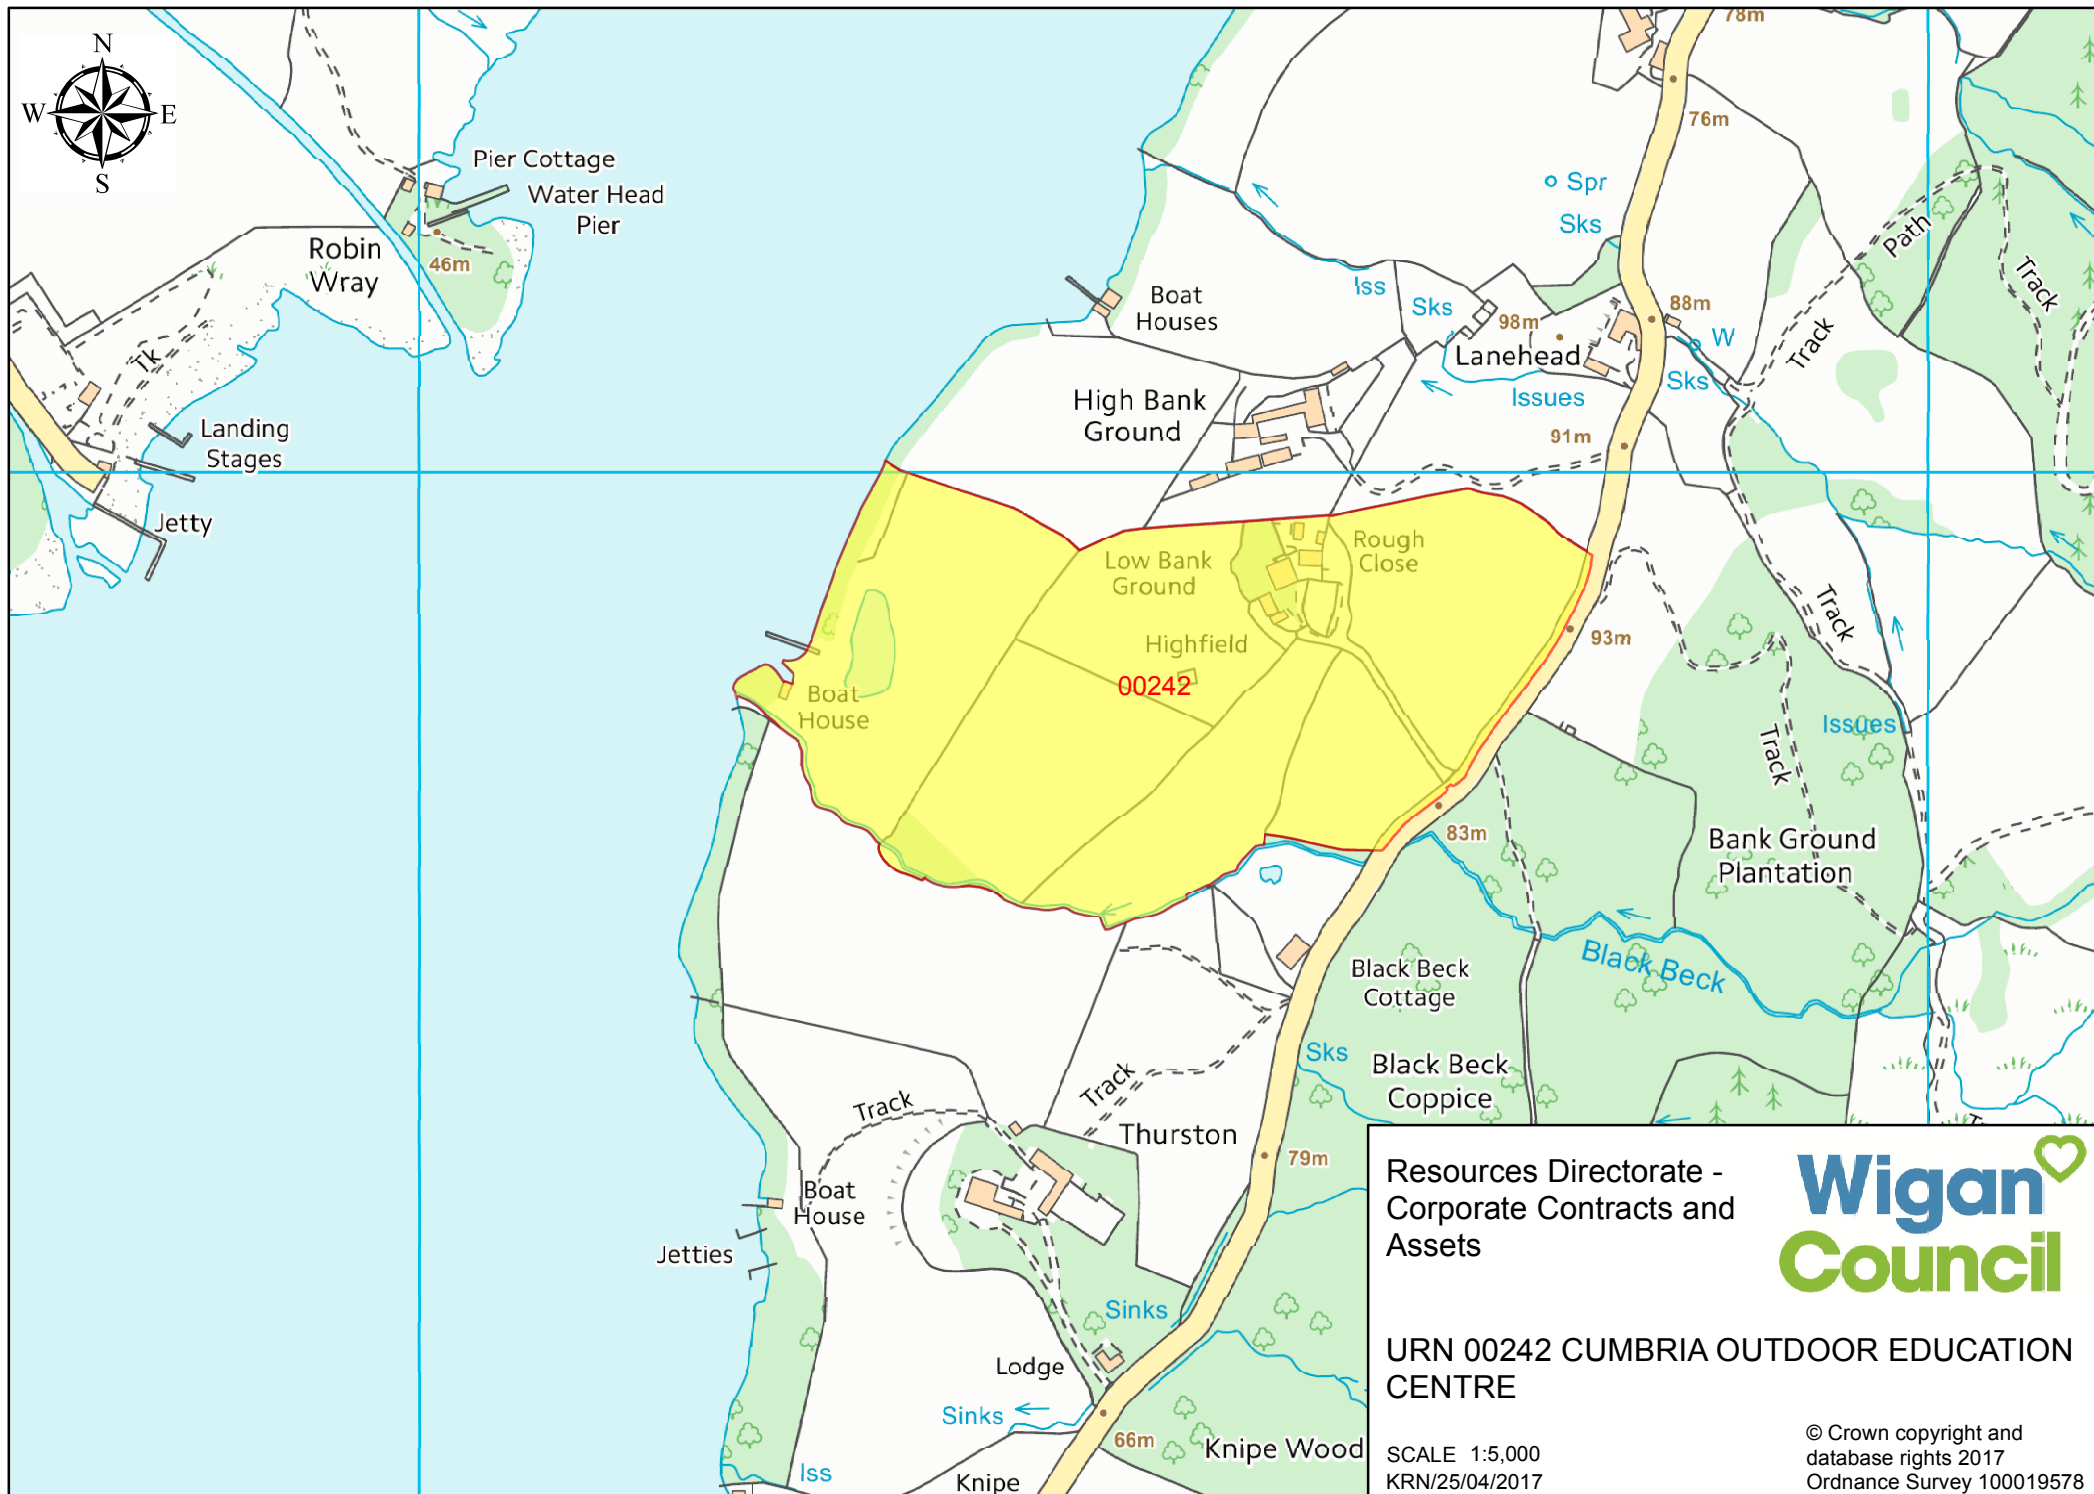 N
W
E
S
78m
76m
Pier Cottage
Water Head
Pier
Robin
Wray
46m
Spr
Sks
Path
Track
Boat
Houses
Iss
Sks
98m
88m
W
Lanehead
Sks
Track
Issues
Tk
High Bank
Ground
91m
Landing
Stages
Jetty
Low Bank
Ground
Rough
Close
Track
93m
Highfield
00242
Boat
House
Issues
Track
83m
Bank Ground
Plantation
Black Beck
Black Beck
Cottage
Sks
Black Beck
Coppice
Track
Track
Thurston
79m
Boat
House
Jetties
Sinks
Lodge
Sinks
66m
Knipe Wood
Iss
Knipe
Resources Directorate -
Corporate Contracts and
Assets
Wigan
Council
URN 00242 CUMBRIA OUTDOOR EDUCATION
CENTRE
SCALE 1:5,000
KRN/25/04/2017
© Crown copyright and
database rights 2017
Ordnance Survey 100019578